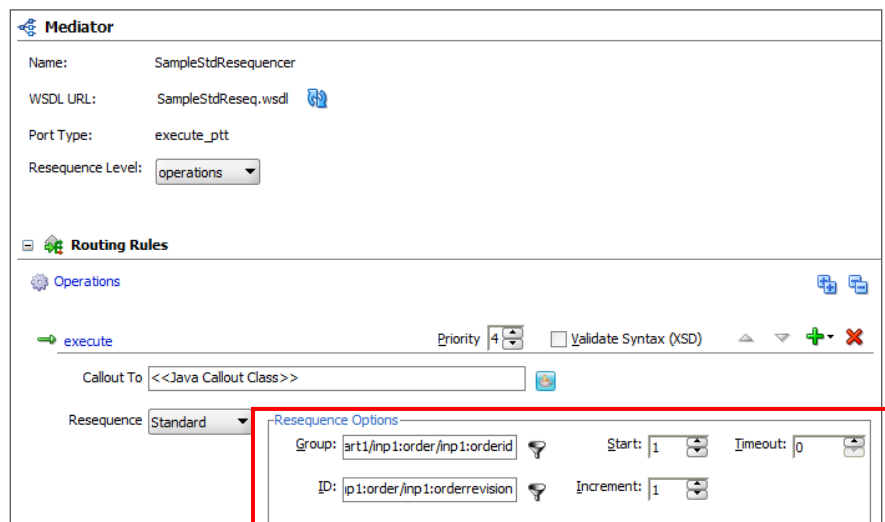 Mediator
Name: SampleStdResequencer
WSDL URL: SampleStdReseq.wsdl
Port Type: execute_ptt
Resequence Level: operations
Routing Rules
Operations
execute Priority 4 Validate Syntax (XSD)
Callout To <<Java Callout Class>>
Resequence Standard Resequence Options
Group: art1/inp1:order/inp1:orderid Start: 1 Timeout: 0
ID: np1:order/inp1:orderrevision Increment: 1